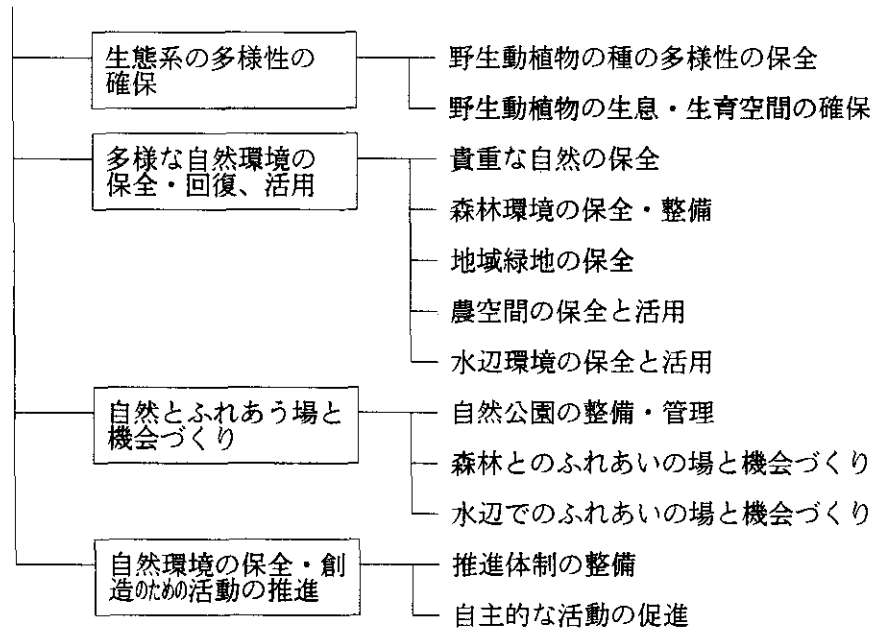 生態系の多様性の
確保
野生動植物の種の多様性の保全
野生動植物の生息・生育空間の確保
多様な自然環境の
保全・回復、活用
貴重な自然の保全
森林環境の保全・整備
地域緑地の保全
農空間の保全と活用
水辺環境の保全と活用
自然とふれあう場と
機会づくり
自然公園の整備・管理
森林とのふれあいの場と機会づくり
水辺でのふれあいの場と機会づくり
自然環境の保全・創
造のための活動の推進
推進体制の整備
自主的な活動の促進